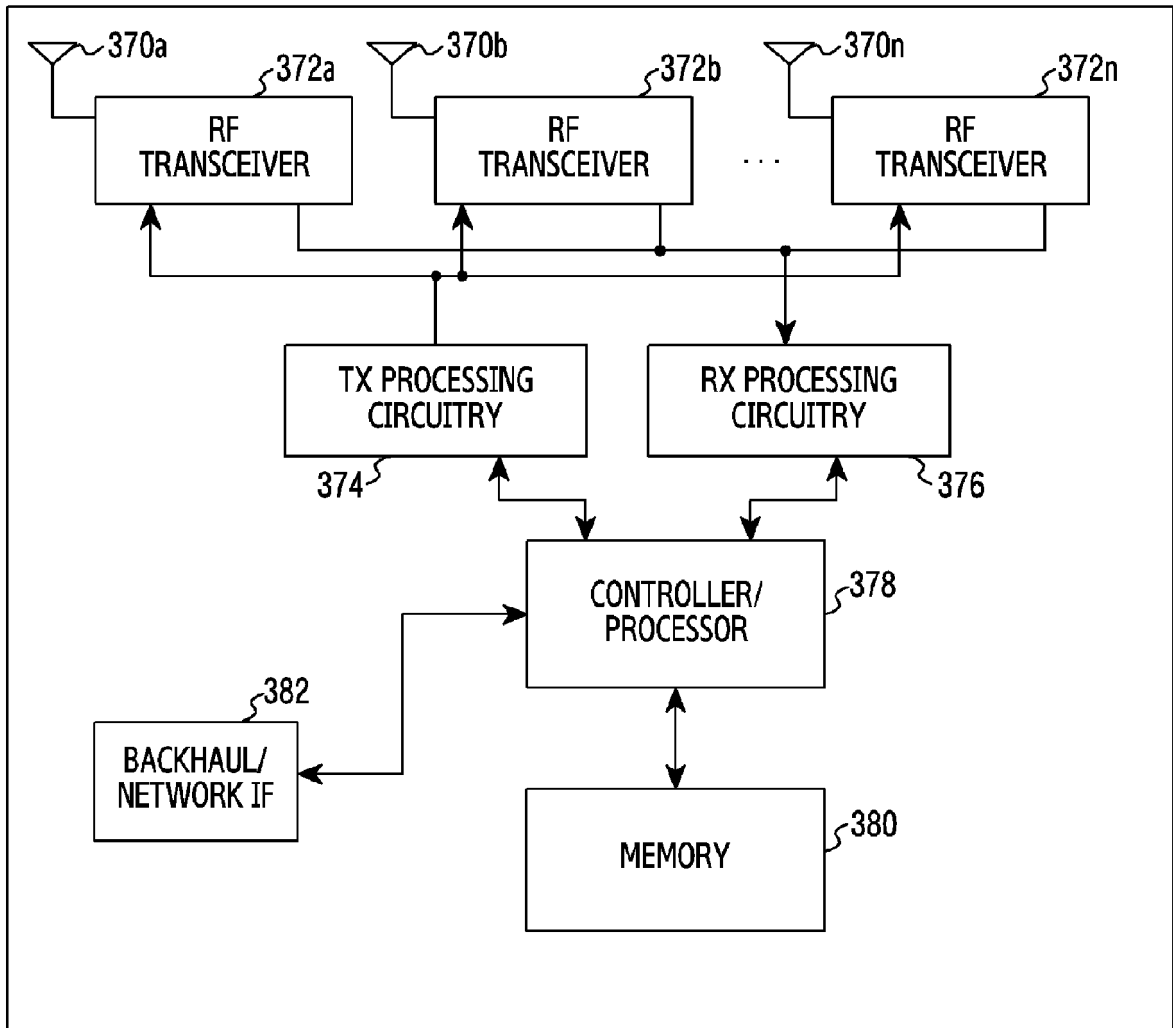 370a
370b
370n
372a
372b
372n
RF
TRANSCEIVER
RF
TRANSCEIVER
...
RF
TRANSCEIVER
TX PROCESSING
CIRCUITRY
RX PROCESSING
CIRCUITRY
374
376
CONTROLLER/
PROCESSOR
378
382
BACKHAUL/
NETWORK IF
MEMORY
380